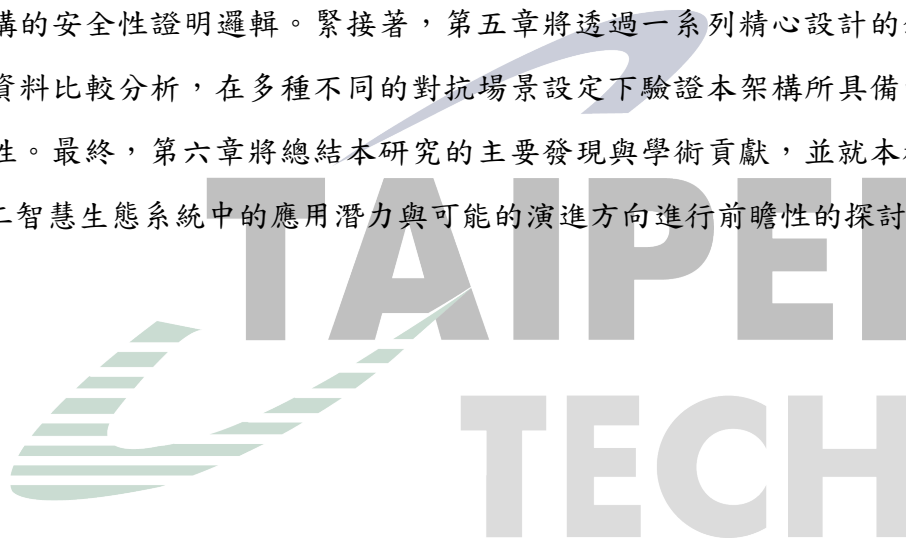 構的安全性證明邏輯。緊接著，第五章將透過一系列精心設計的
資料比較分析，在多種不同的對抗場景設定下驗證本架構所具備
性。最終，第六章將總結本研究的主要發現與學術貢獻，並就本
工智慧生態系統中的應用潛力與可能的演進方向進行前瞻性的探討
TAIPEI
TECH